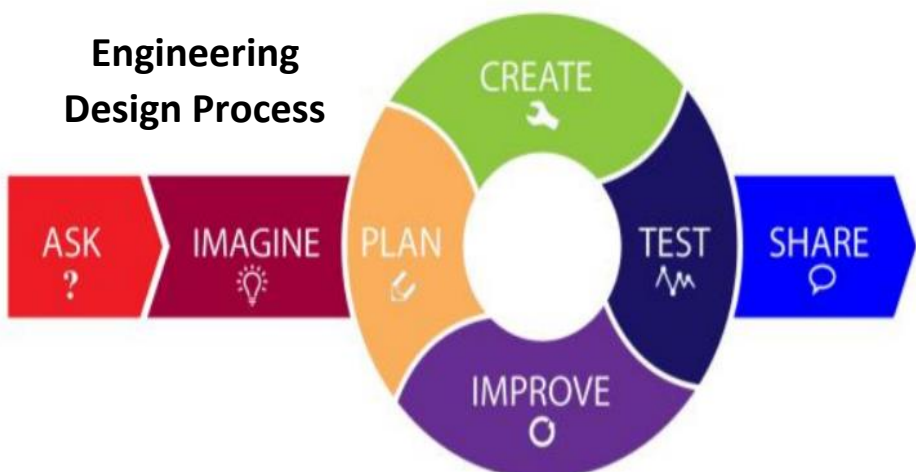 Engineering
Design Process
ASK
?
IMAGINE
PLAN
CREATE
TEST
IMPROVE
SHARE